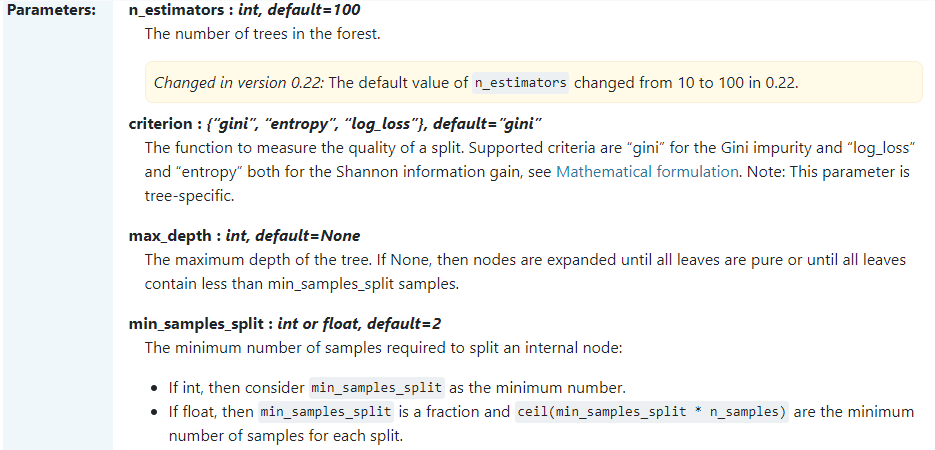 Parameters:
n_estimators : int, default=100
The number of trees in the forest.
Changed in version 0.22: The default value of n_estimators changed from 10 to 100 in 0.22.
criterion : {“gini”, “entropy”, “log_loss”}, default=”gini”
The function to measure the quality of a split. Supported criteria are “gini” for the Gini impurity and “log_loss”
and “entropy” both for the Shannon information gain, see Mathematical formulation. Note: This parameter is
tree-specific.
max_depth : int, default=None
The maximum depth of the tree. If None, then nodes are expanded until all leaves are pure or until all leaves
contain less than min_samples_split samples.
min_samples_split : int or float, default=2
The minimum number of samples required to split an internal node:
• If int, then consider min_samples_split as the minimum number.
• If float, then min_samples_split is a fraction and ceil(min_samples_split * n_samples) are the minimum
number of samples for each split.